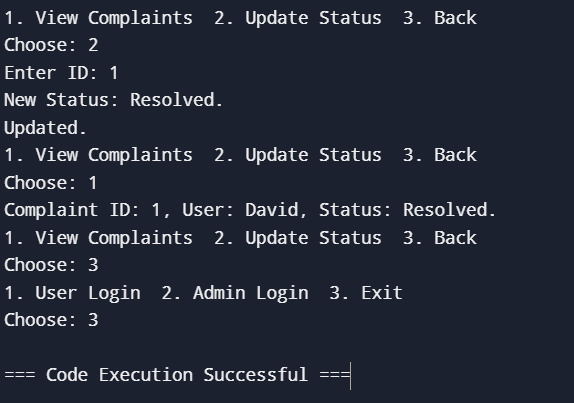 1. View Complaints  2. Update Status  3. Back
Choose: 2
Enter ID: 1
New Status: Resolved.
Updated.
1. View Complaints  2. Update Status  3. Back
Choose: 1
Complaint ID: 1, User: David, Status: Resolved.
1. View Complaints  2. Update Status  3. Back
Choose: 3
1. User Login  2. Admin Login  3. Exit
Choose: 3
=== Code Execution Successful ===